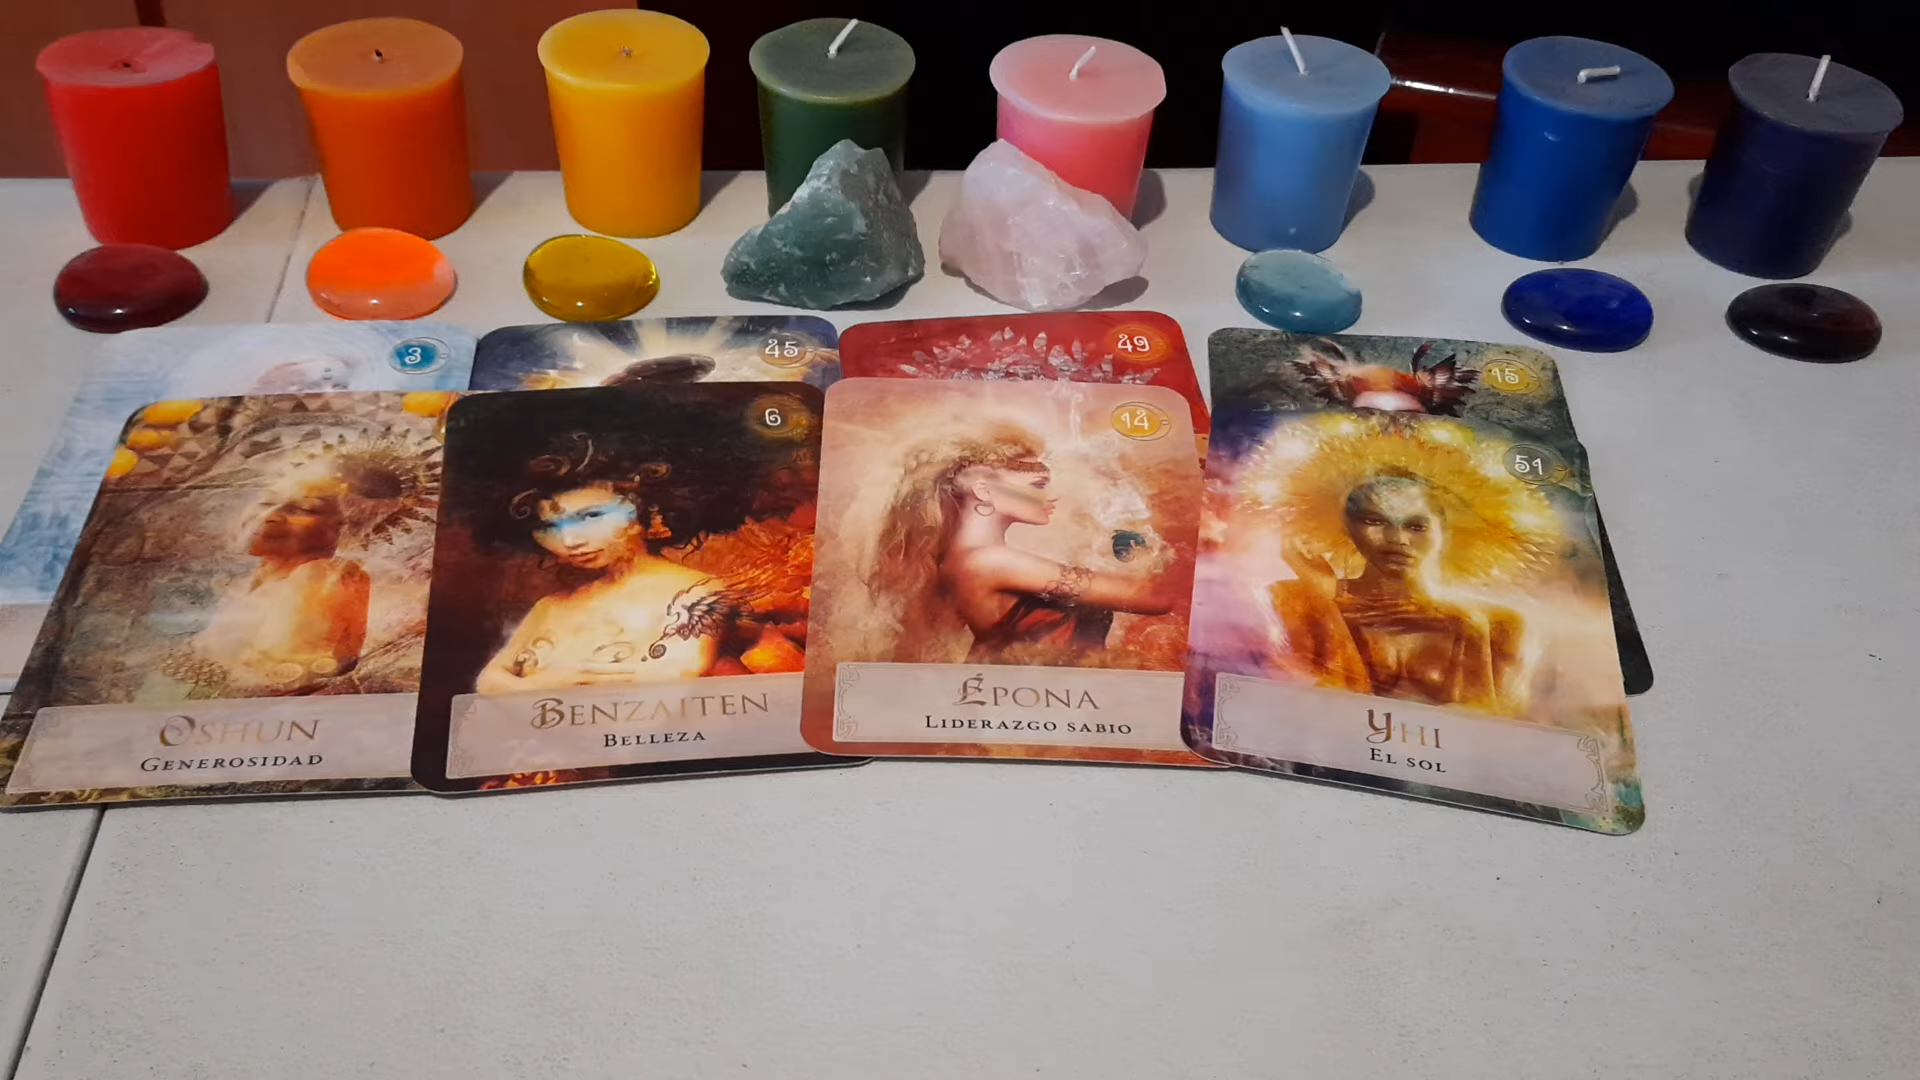 3
45
49
15
6
14
51
Oshun
Generosidad
Benzaiten
Belleza
Épona
Liderazgo sabio
Yhi
El sol